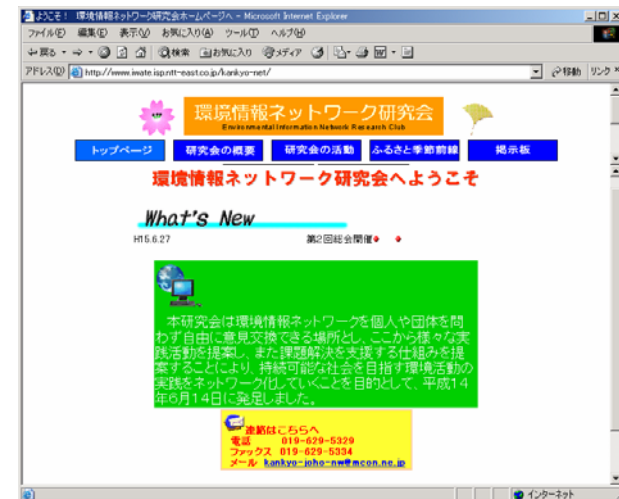 ようこそ! 環境情報ネットワーク研究会ホームページへ - Microsoft Internet Explorer
ファイル(F) 編集(E) 表示(V) お気に入り(A) ツール(T) ヘルプ(H)
戻る 検索 お気に入り メディア
アドレス(D) http://www.iwate.isp.ntt-east.co.jp/kankyo-net/ 移動 リンク
環境情報ネットワーク研究会
Environmental Information Network Research Club
トップページ 研究会の概要 研究会の活動 ふるさと季節前線 掲示板
環境情報ネットワーク研究会へようこそ
What's New
H15.6.27 第2回総会開催
本研究会は環境情報ネットワークを個人や団体を問
わず自由に意見交換できる場所とし、ここから様々な実
践活動を提案し、また課題解決を支援する仕組みを提
案することにより、持続可能な社会を目指す環境活動の
実践をネットワーク化していくことを目的として、平成14
年6月14日に発足しました。
連絡はこちらへ
電話 019-629-5329
ファックス 019-629-5334
メール kankyo-joho-nw@mcon.ne.jp
インターネット